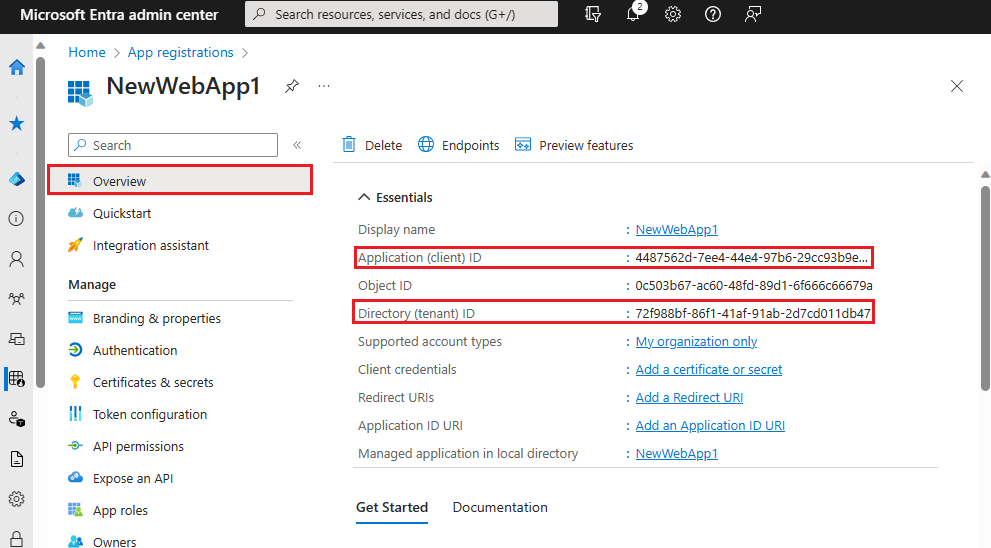 Microsoft Entra admin center
Search resources, services, and docs (G+/)
2
Home > App registrations >
NewWebApp1
...
Search
«
Delete Endpoints Preview features
Overview
Quickstart
Integration assistant
Manage
Branding & properties
Authentication
Certificates & secrets
Token configuration
API permissions
Expose an API
App roles
Owners
Essentials
Display name : NewWebApp1
Application (client) ID : 4487562d-7ee4-44e4-97b6-29cc93b9e...
Object ID : 0c503b67-ac60-48fd-89d1-6f666c66679a
Directory (tenant) ID : 72f988bf-86f1-41af-91ab-2d7cd011db47
Supported account types : My organization only
Client credentials : Add a certificate or secret
Redirect URIs : Add a Redirect URI
Application ID URI : Add an Application ID URI
Managed application in local directory : NewWebApp1
Get Started Documentation